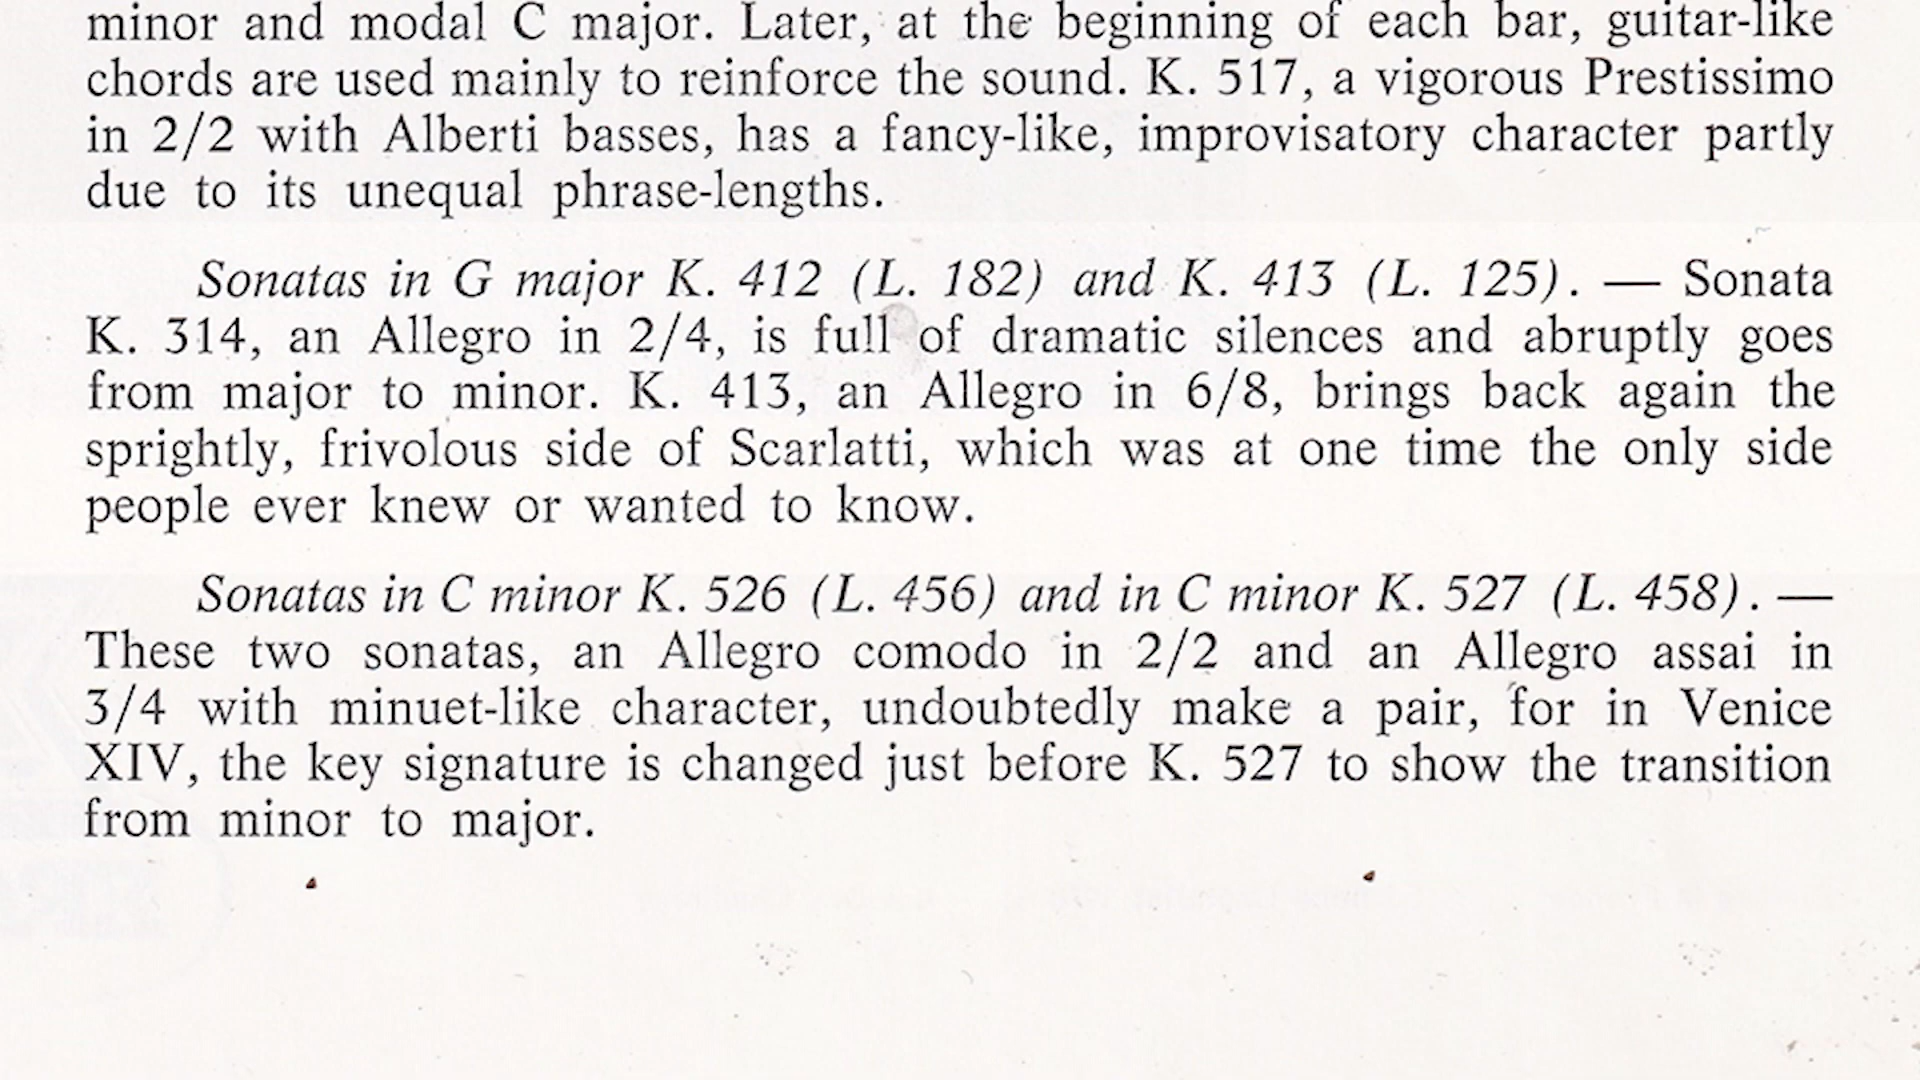 minor and modal C major. Later, at the beginning of each bar, guitar-like
chords are used mainly to reinforce the sound. K. 517, a vigorous Prestissimo
in 2/2 with Alberti basses, has a fancy-like, improvisatory character partly
due to its unequal phrase-lengths.
Sonatas in G major K. 412 (L. 182) and K. 413 (L. 125). — Sonata
K. 314, an Allegro in 2/4, is full of dramatic silences and abruptly goes
from major to minor. K. 413, an Allegro in 6/8, brings back again the
sprightly, frivolous side of Scarlatti, which was at one time the only side
people ever knew or wanted to know.
Sonatas in C minor K. 526 (L. 456) and in C minor K. 527 (L. 458). —
These two sonatas, an Allegro comodo in 2/2 and an Allegro assai in
3/4 with minuet-like character, undoubtedly make a pair, for in Venice
XIV, the key signature is changed just before K. 527 to show the transition
from minor to major.